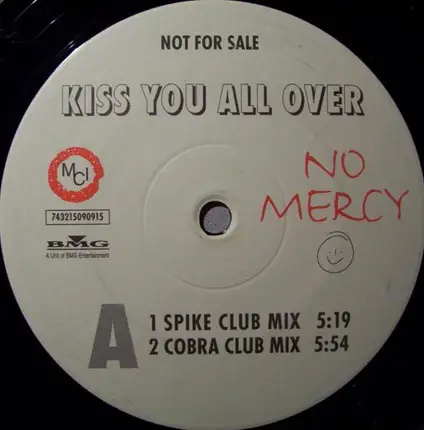 NOT FOR SALE
KISS YOU ALL OVER
MCI
NO
MERCY
743215090915
BMG
A Unit of BMG Entertainment
A
1 SPIKE CLUB MIX 5:19
2 COBRA CLUB MIX 5:54